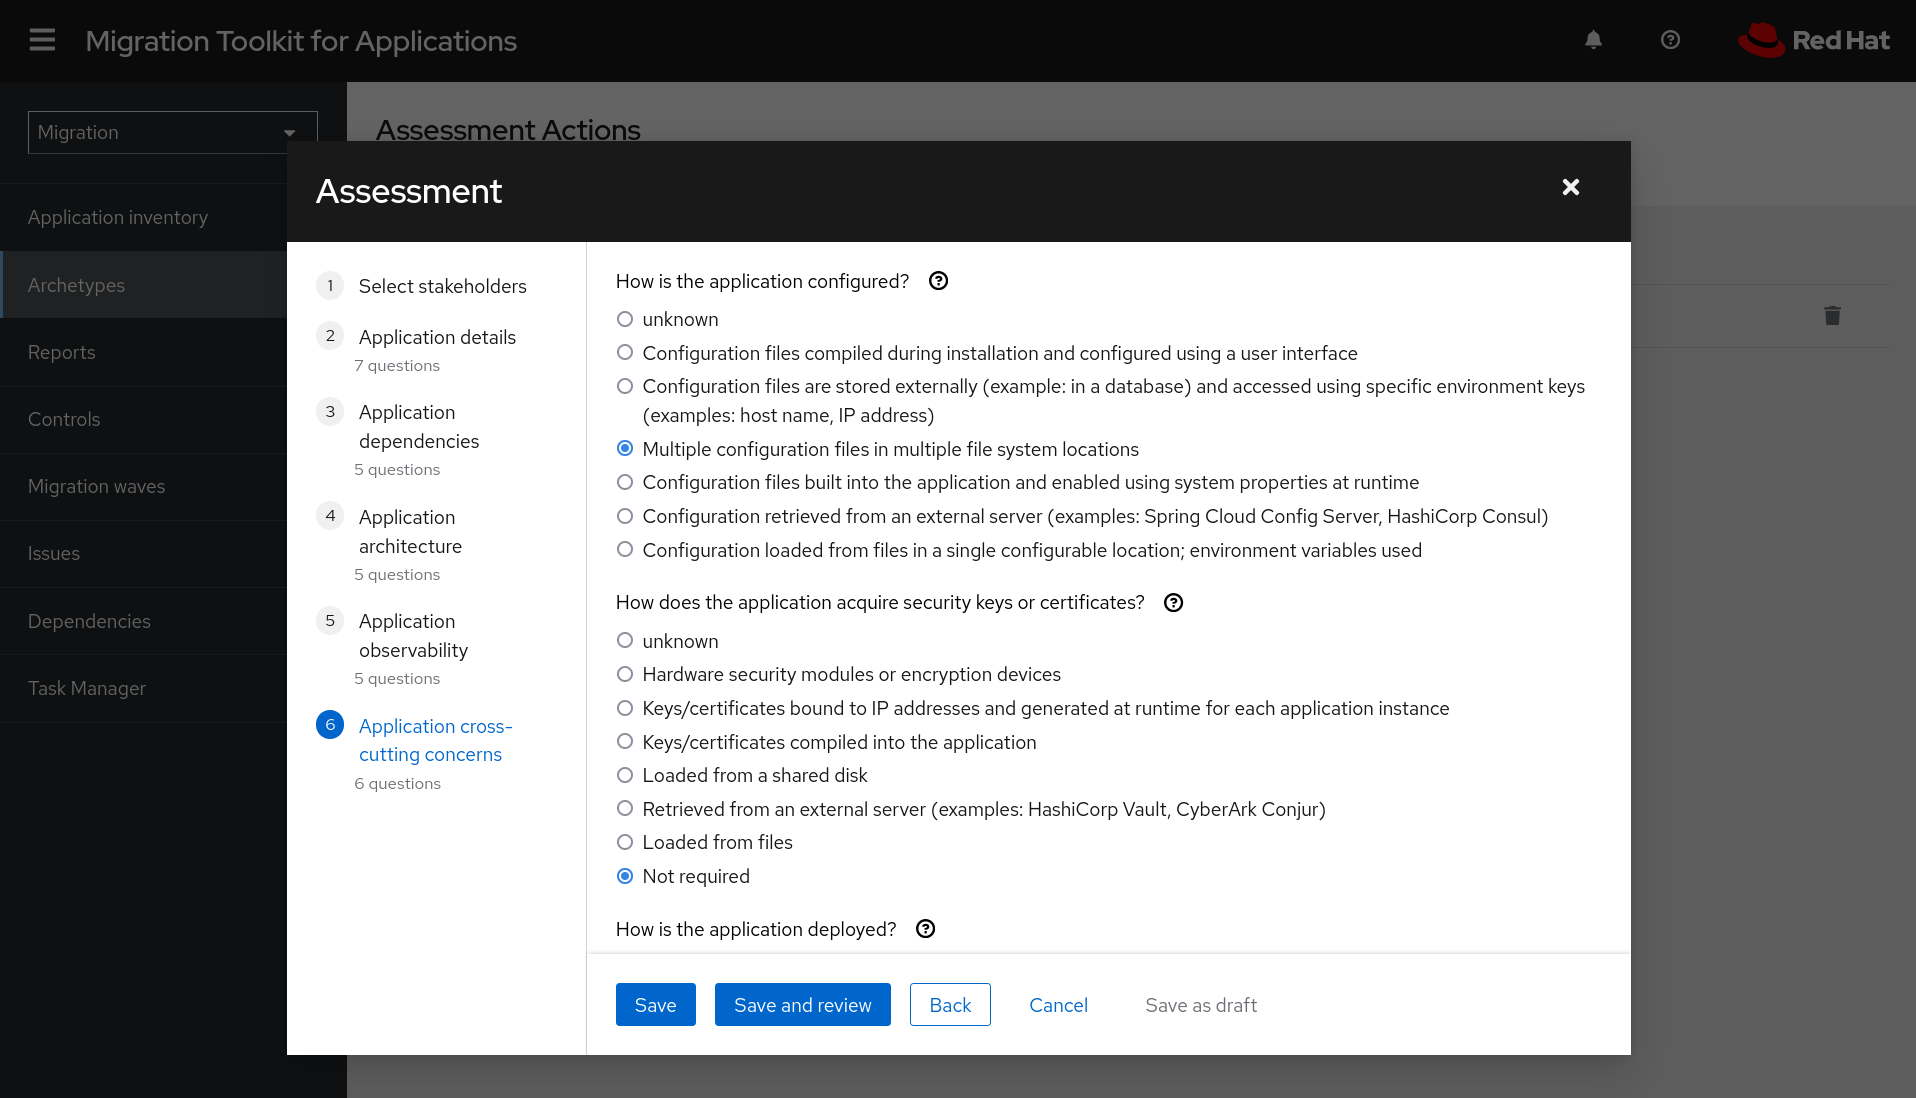 Migration Toolkit for Applications
Red Hat
Migration
Application inventory
Archetypes
Reports
Controls
Migration waves
Issues
Dependencies
Task Manager
Assessment Actions
Assessment
1 Select stakeholders
2 Application details
7 questions
3 Application
dependencies
5 questions
4 Application
architecture
5 questions
5 Application
observability
5 questions
6 Application cross-
cutting concerns
6 questions
How is the application configured?
unknown
Configuration files compiled during installation and configured using a user interface
Configuration files are stored externally (example: in a database) and accessed using specific environment keys
(examples: host name, IP address)
Multiple configuration files in multiple file system locations
Configuration files built into the application and enabled using system properties at runtime
Configuration retrieved from an external server (examples: Spring Cloud Config Server, HashiCorp Consul)
Configuration loaded from files in a single configurable location; environment variables used
How does the application acquire security keys or certificates?
unknown
Hardware security modules or encryption devices
Keys/certificates bound to IP addresses and generated at runtime for each application instance
Keys/certificates compiled into the application
Loaded from a shared disk
Retrieved from an external server (examples: HashiCorp Vault, CyberArk Conjur)
Loaded from files
Not required
How is the application deployed?
Save Save and review Back Cancel Save as draft